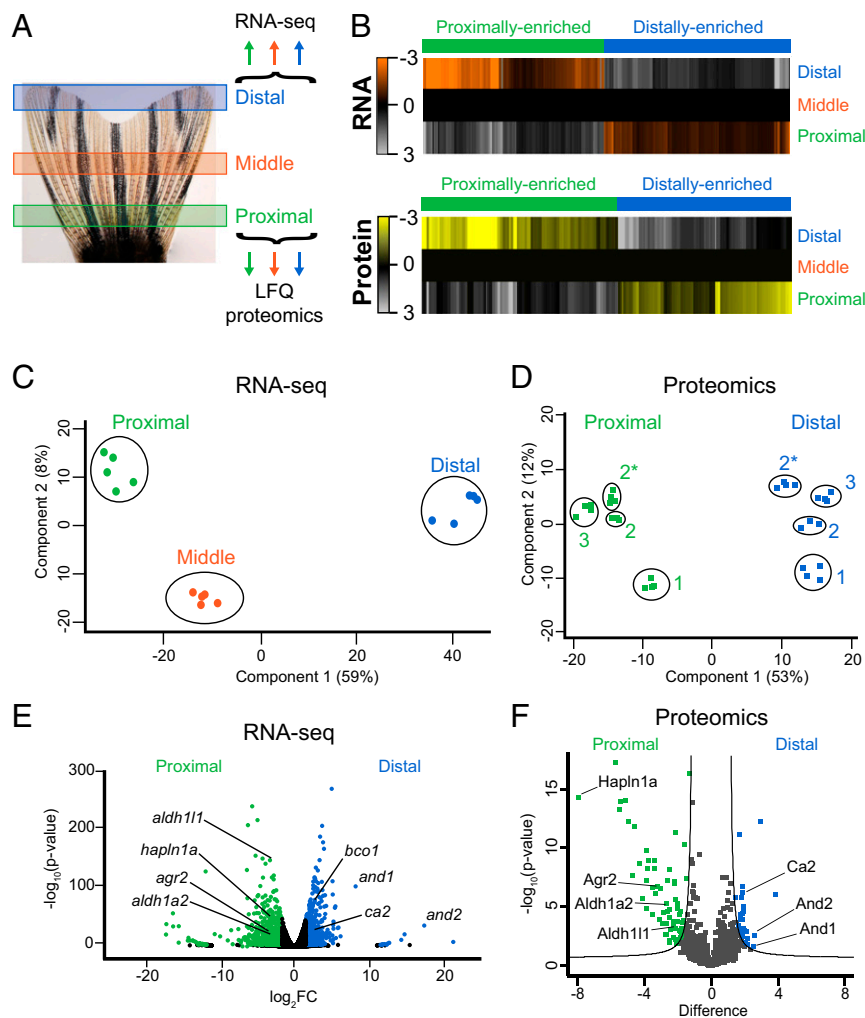 A
RNA-seq
Distal
Middle
Proximal
LFQ
proteomics
B
Proximally-enriched
Distally-enriched
RNA
-3
0
3
Distal
Middle
Proximal
Proximally-enriched
Distally-enriched
Protein
-3
0
3
Distal
Middle
Proximal
C
RNA-seq
Component 2 (8%)
20
10
0
-10
-20
Proximal
Middle
Distal
-20
0
20
40
Component 1 (59%)
D
Proteomics
Component 2 (12%)
20
10
0
-10
-20
Proximal
Distal
2*
3
2
1
2*
3
2
1
-20
-10
0
10
20
Component 1 (53%)
E
RNA-seq
Proximal
Distal
-log10(p-value)
300
200
100
0
aldh1l1
hapln1a
agr2
aldh1a2
bco1
and1
ca2
and2
-20
-10
0
10
20
log2FC
F
Proteomics
Proximal
Distal
-log10(p-value)
15
10
5
0
Hapln1a
Agr2
Aldh1a2
Aldh1l1
Ca2
And2
And1
-8
-4
0
4
8
Difference